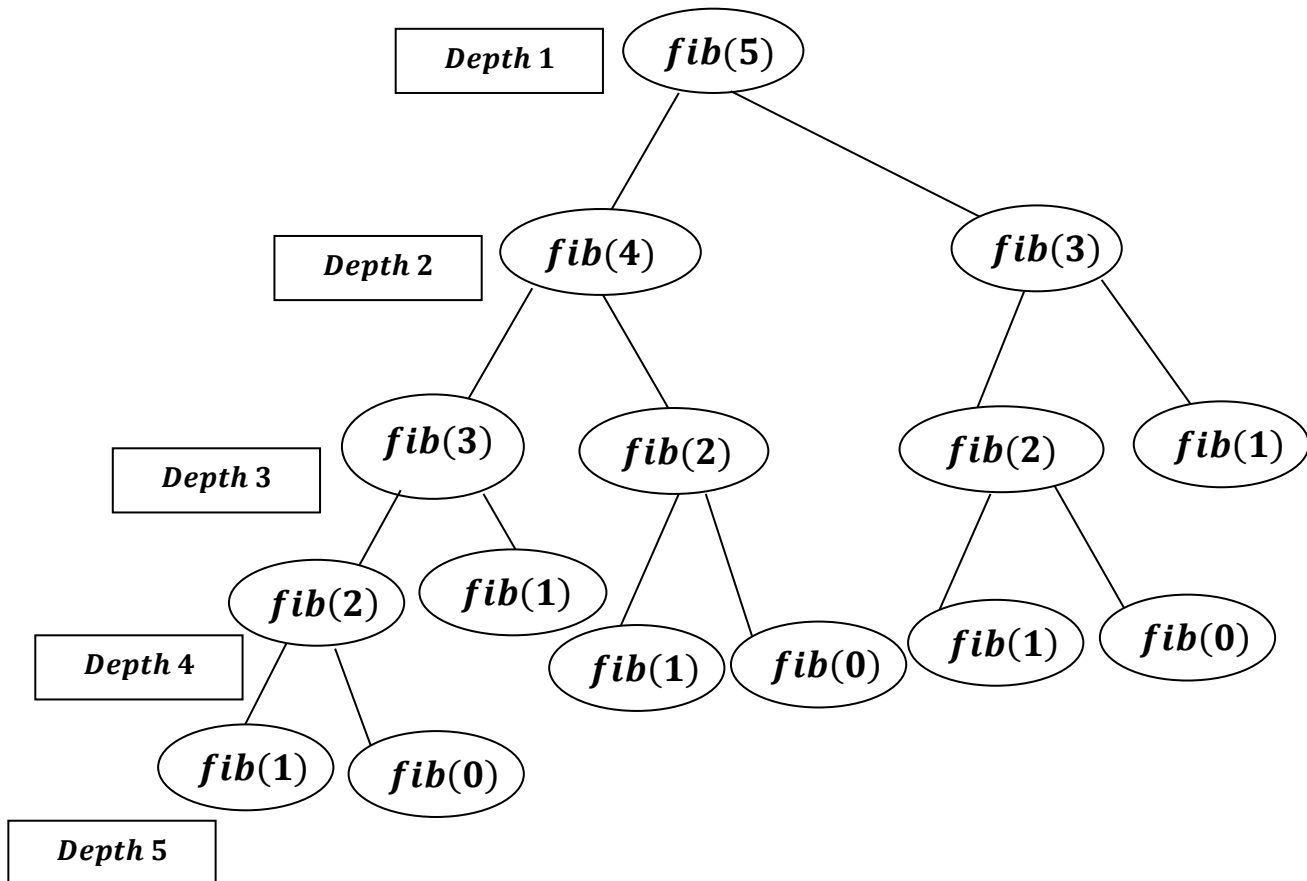 Depth 1
fib(5)
Depth 2
fib(4)
fib(3)
Depth 3
fib(3)
fib(2)
fib(2)
fib(1)
Depth 4
fib(2)
fib(1)
fib(1)
fib(0)
fib(1)
fib(0)
fib(1)
fib(0)
Depth 5